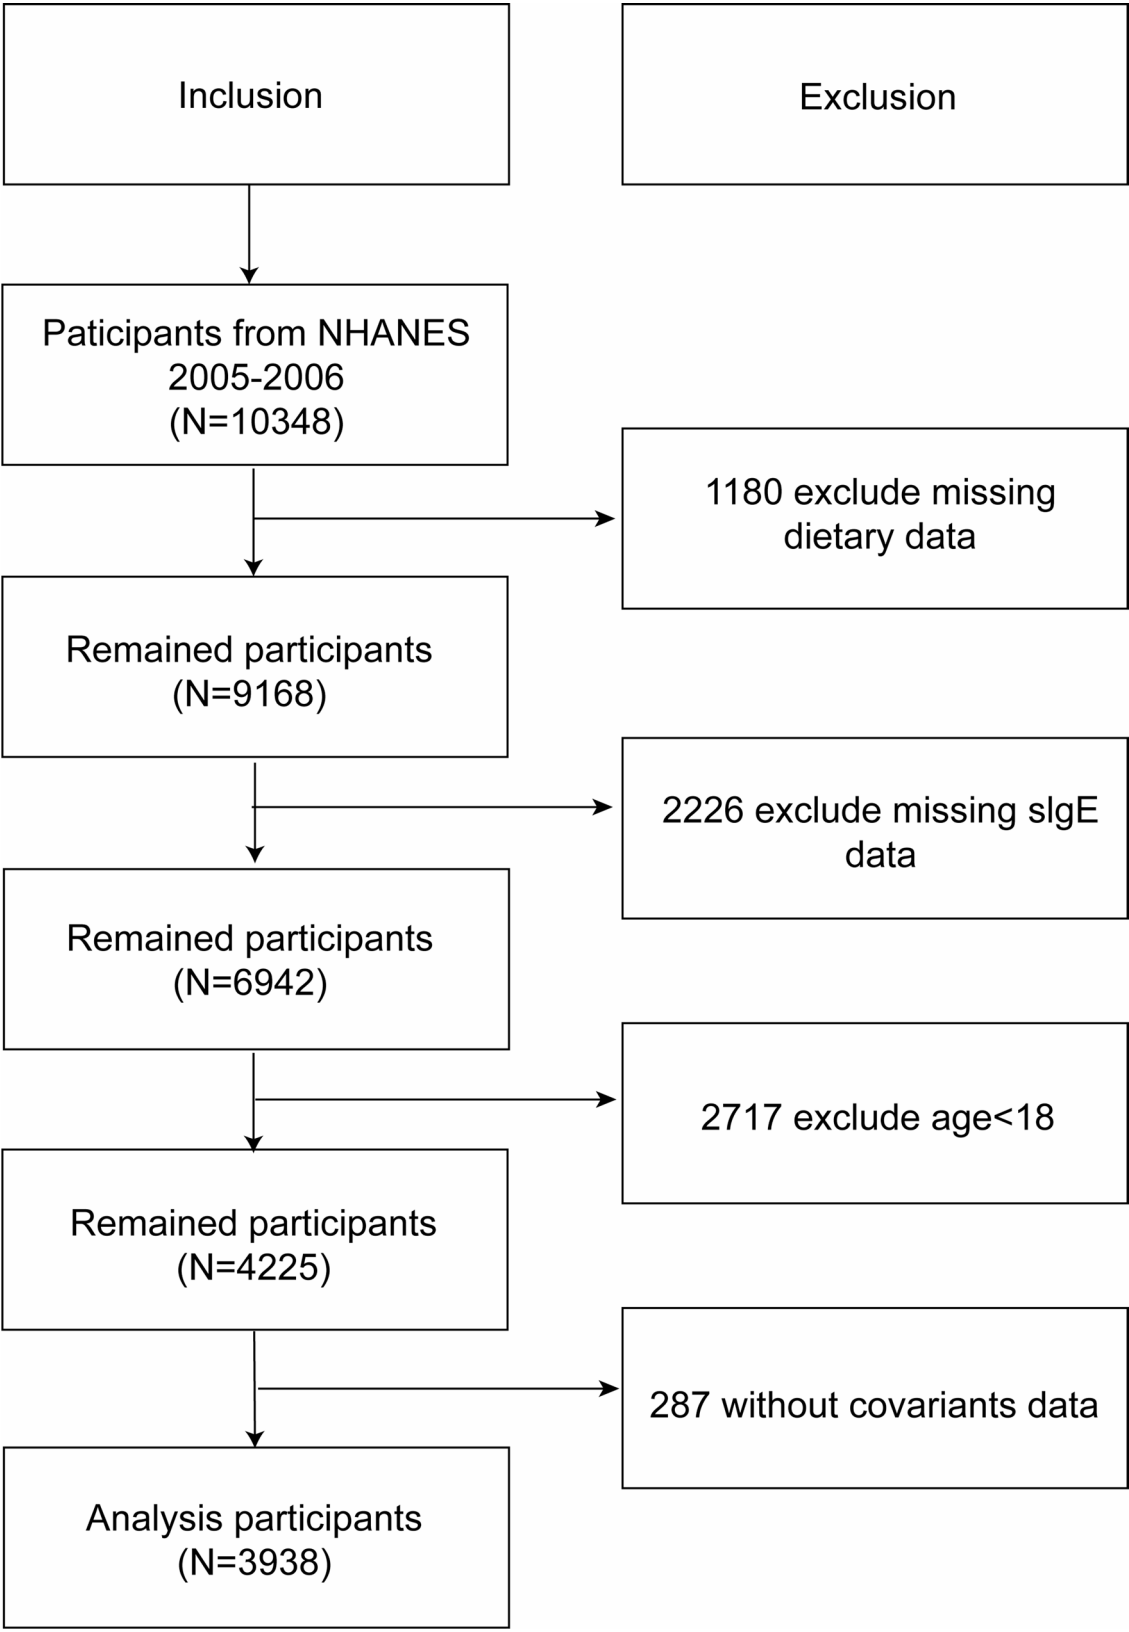 Inclusion
Exclusion
Paticipants from NHANES
2005-2006
(N=10348)
1180 exclude missing
dietary data
Remained participants
(N=9168)
2226 exclude missing sIgE
data
Remained participants
(N=6942)
2717 exclude age<18
Remained participants
(N=4225)
287 without covariants data
Analysis participants
(N=3938)